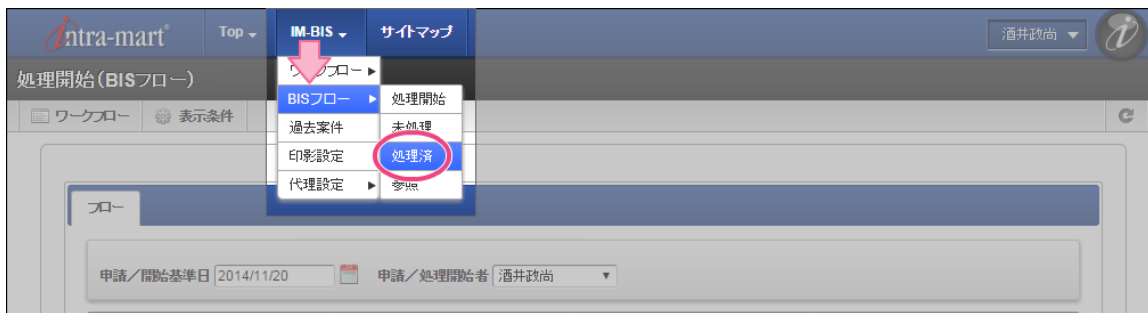 intra-mart® Top IM-BIS サイトマップ 酒井政尚
処理開始(BISフロー)
ワークフロー
BISフロー 処理開始
ワークフロー 表示条件
過去案件 未処理
印影設定 処理済
代理設定 参照
フロー
申請/開始基準日 2014/11/20 申請/処理開始者 酒井政尚